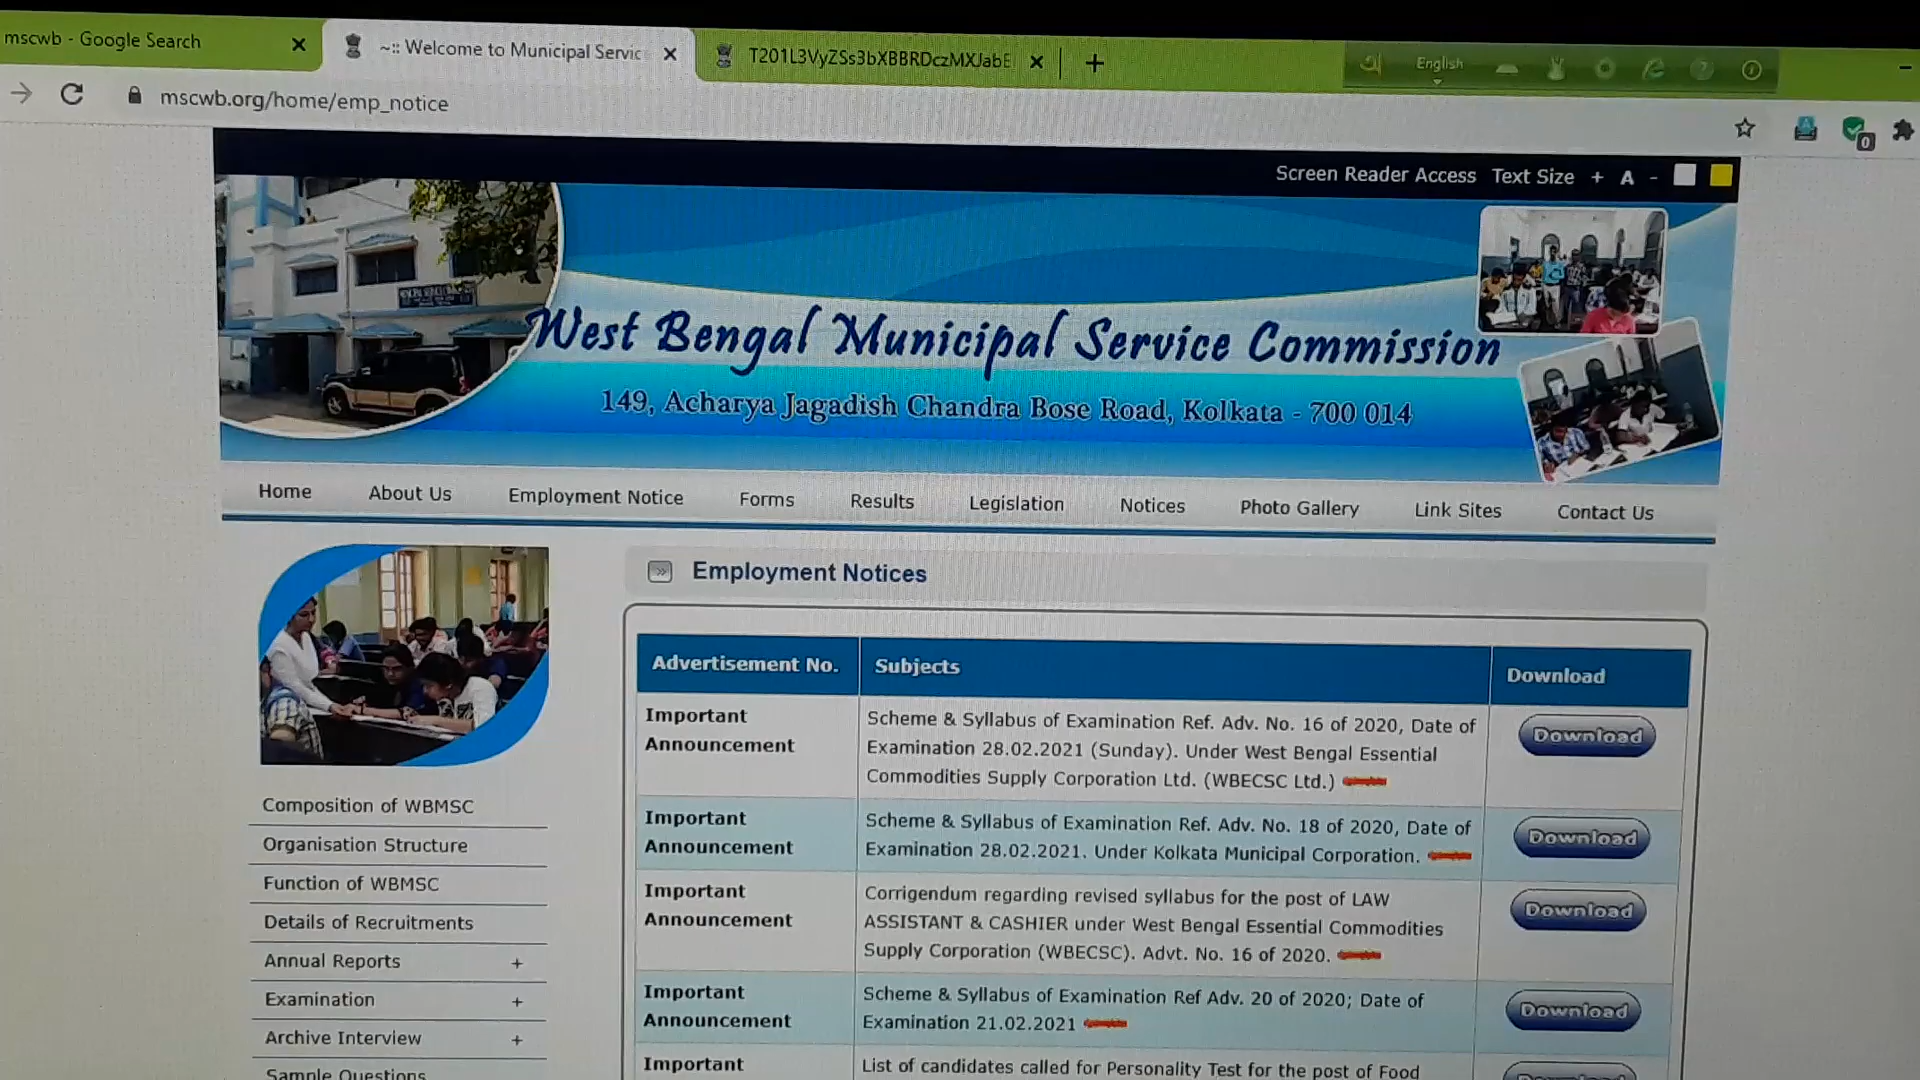 mscwb - Google Search
~:: Welcome to Municipal Servic
T201L3VyZSs3bXBBRDczMXJabE
English
mscwb.org/home/emp_notice
0
Screen Reader Access Text Size + A -
West Bengal Municipal Service Commission
149, Acharya Jagadish Chandra Bose Road, Kolkata - 700 014
Home About Us Employment Notice Forms Results Legislation Notices Photo Gallery Link Sites Contact Us
Employment Notices
Advertisement No. Subjects Download
Important
Announcement
Scheme & Syllabus of Examination Ref. Adv. No. 16 of 2020, Date of
Examination 28.02.2021 (Sunday). Under West Bengal Essential
Commodities Supply Corporation Ltd. (WBECSC Ltd.)
Download
Important
Announcement
Scheme & Syllabus of Examination Ref. Adv. No. 18 of 2020, Date of
Examination 28.02.2021. Under Kolkata Municipal Corporation.
Download
Important
Announcement
Corrigendum regarding revised syllabus for the post of LAW
ASSISTANT & CASHIER under West Bengal Essential Commodities
Supply Corporation (WBECSC). Advt. No. 16 of 2020.
Download
Important
Announcement
Scheme & Syllabus of Examination Ref Adv. 20 of 2020; Date of
Examination 21.02.2021
Download
Important
List of candidates called for Personality Test for the post of Food
Composition of WBMSC
Organisation Structure
Function of WBMSC
Details of Recruitments
Annual Reports +
Examination +
Archive Interview +
Sample Questions